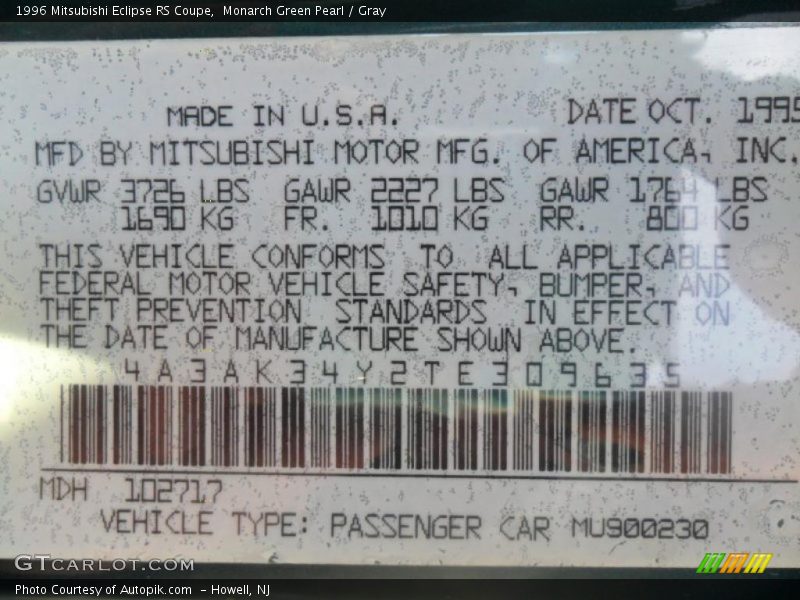 1996 Mitsubishi Eclipse RS Coupe, Monarch Green Pearl / Gray
MADE IN U.S.A. DATE OCT. 1995
MFD BY MITSUBISHI MOTOR MFG. OF AMERICA, INC.
GVWR 3726 LBS GAWR 2227 LBS GAWR 1764 LBS
1690 KG FR. 1010 KG RR. 800 KG
THIS VEHICLE CONFORMS TO ALL APPLICABLE
FEDERAL MOTOR VEHICLE SAFETY, BUMPER, AND
THEFT PREVENTION STANDARDS IN EFFECT ON
THE DATE OF MANUFACTURE SHOWN ABOVE.
4A3AK34Y2TE309635
MDH 102717
VEHICLE TYPE: PASSENGER CAR MU900230
GTCARLOT.COM
Photo Courtesy of Autopik.com - Howell, NJ